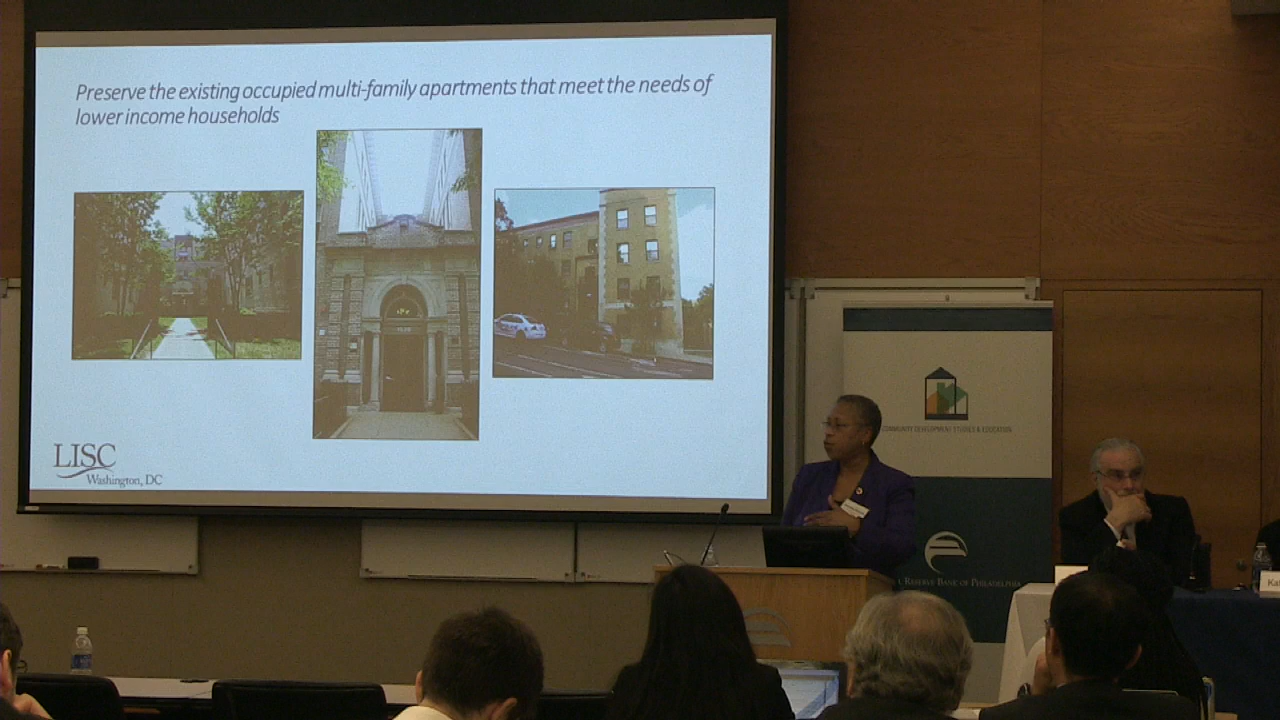 Preserve the existing occupied multi-family apartments that meet the needs of
lower income households
LISC
Washington, DC
COMMUNITY DEVELOPMENT STUDIES & EDUCATION
RESERVE BANK OF PHILADELPHIA
Kat